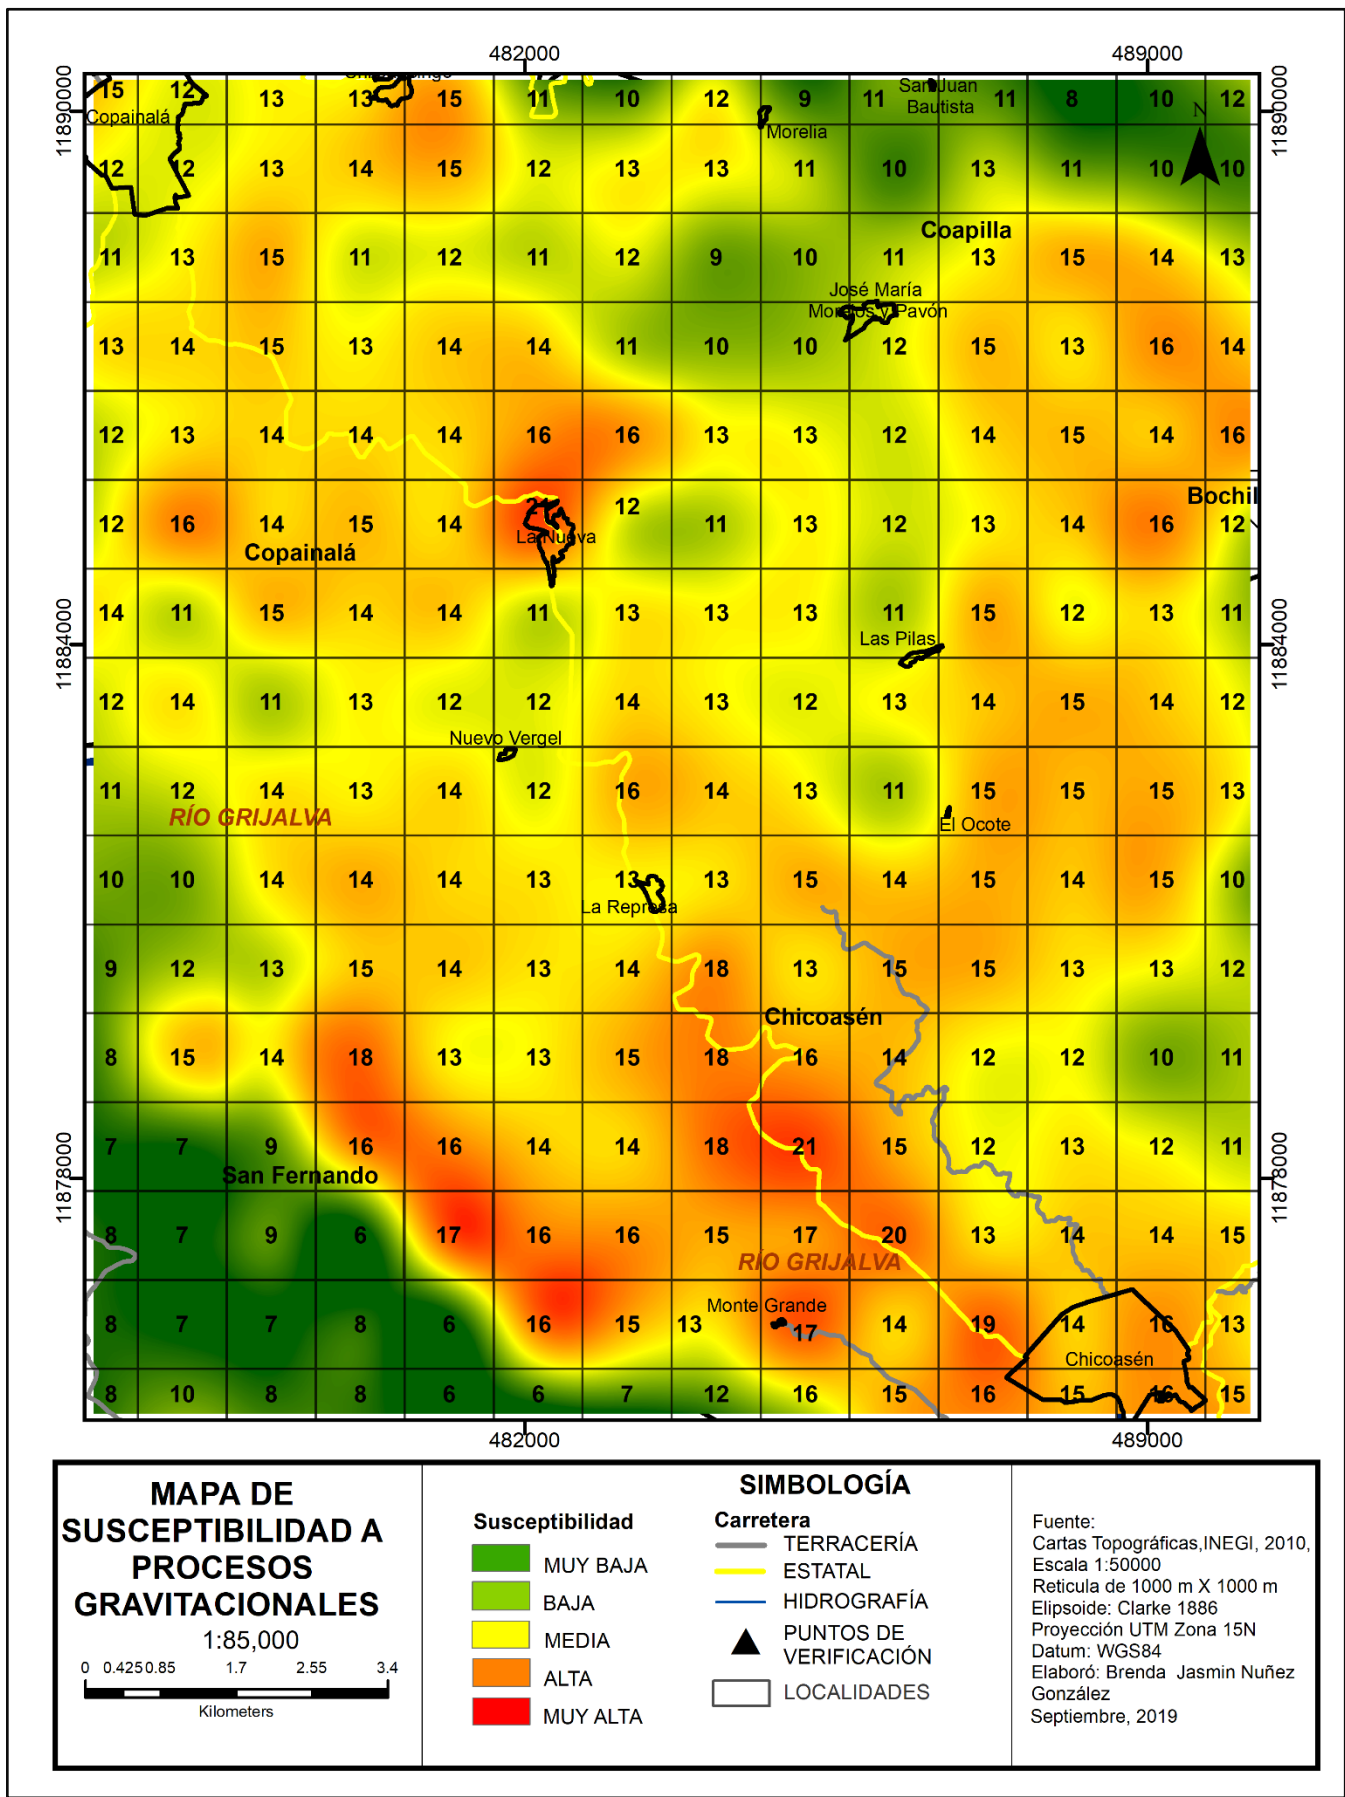 482000 489000
1189000
1189000
15 12 13 13 15 11 10 12 9 11 San Juan 11 8 10 12
Bautista
Copainalá
Morelia
N
12 12 13 14 15 12 13 13 11 10 13 11 10 10
Coapilla
11 13 15 11 12 11 12 9 10 11 13 15 14 13
José María
Morelos y Pavón
13 14 15 13 14 14 11 10 10 12 15 13 16 14
12 13 14 14 14 16 16 13 13 12 14 15 14 16
Bochil
12 16 14 15 14 21 12 11 13 12 13 14 16 12
La Nueva
Copainalá
14 11 15 14 14 11 13 13 13 11 15 12 13 11
1184000
1184000
Las Pilas
12 14 11 13 12 12 14 13 12 13 14 15 14 12
Nuevo Vergel
11 12 14 13 14 12 16 14 13 11 15 15 15 13
RÍO GRIJALVA
El Ocote
10 10 14 14 14 13 13 13 15 14 15 14 15 10
La Represa
9 12 13 15 14 13 14 18 13 15 15 13 13 12
Chicoasén
8 15 14 18 13 13 15 18 16 14 12 12 10 11
7 7 9 16 16 14 14 18 21 15 12 13 12 11
San Fernando
1187800
1187800
8 7 9 6 17 16 16 15 17 20 13 14 14 15
RÍO GRIJALVA
Monte Grande
8 7 7 8 6 16 15 13 17 14 19 14 16 13
Chicoasén
8 10 8 8 6 6 7 12 16 15 16 15 16 15
482000 489000
MAPA DE
SUSCEPTIBILIDAD A
PROCESOS
GRAVITACIONALES
1:85,000
0 0.425 0.85 1.7 2.55 3.4
Kilometers
SIMBOLOGÍA
Susceptibilidad
MUY BAJA
BAJA
MEDIA
ALTA
MUY ALTA
Carretera
TERRACERÍA
ESTATAL
HIDROGRAFÍA
PUNTOS DE
VERIFICACIÓN
LOCALIDADES
Fuente:
Cartas Topográficas,INEGI, 2010,
Escala 1:50000
Reticula de 1000 m X 1000 m
Elipsoide: Clarke 1886
Proyección UTM Zona 15N
Datum: WGS84
Elaboró: Brenda Jasmin Nuñez
González
Septiembre, 2019